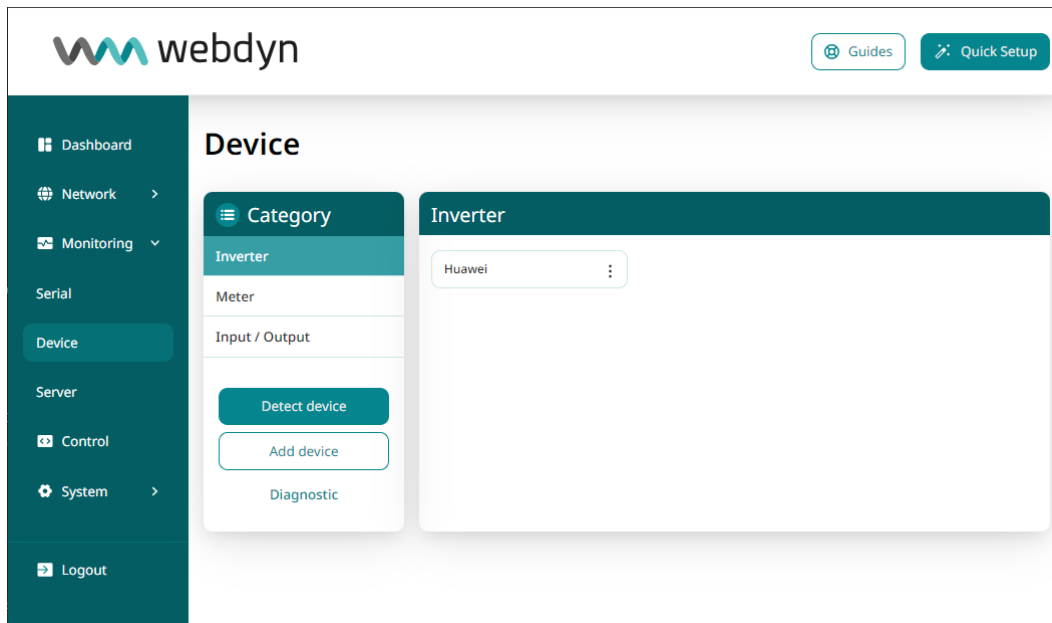 webdyn
Guides
Quick Setup
Dashboard
Network
Monitoring
Serial
Device
Server
Control
System
Logout
Device
Category
Inverter
Meter
Input / Output
Detect device
Add device
Diagnostic
Inverter
Huawei